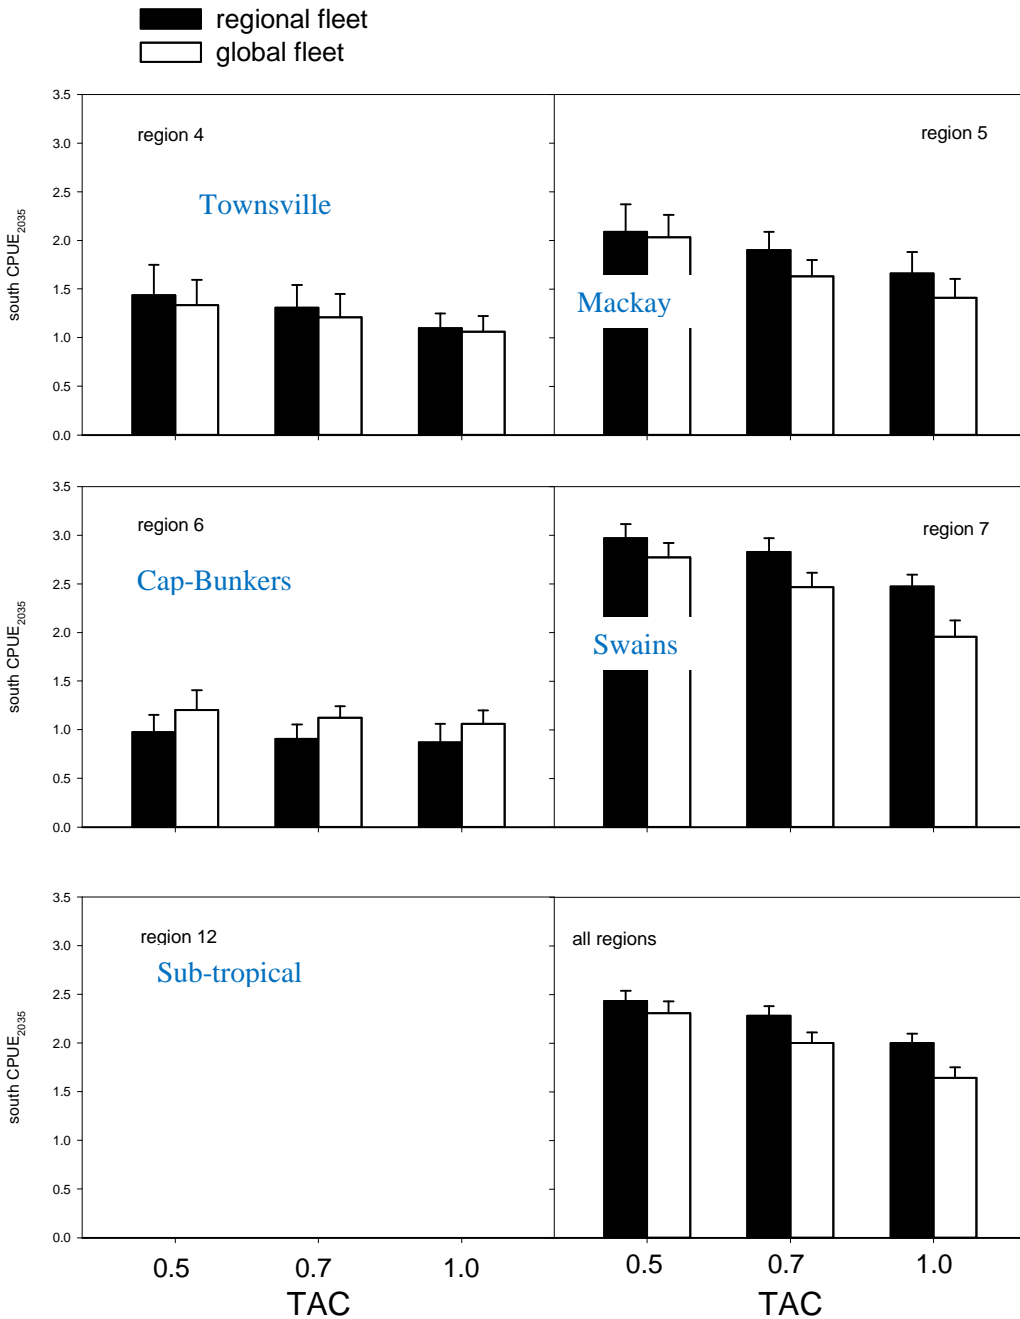 regional fleet
global fleet
3.5
3.0
2.5
2.0
1.5
1.0
0.5
0.0
south CPUE2035
region 4
Townsville
region 5
Mackay
3.5
3.0
2.5
2.0
1.5
1.0
0.5
0.0
south CPUE2035
region 6
Cap-Bunkers
region 7
Swains
3.5
3.0
2.5
2.0
1.5
1.0
0.5
0.0
south CPUE2035
region 12
Sub-tropical
all regions
0.5 0.7 1.0
TAC
0.5 0.7 1.0
TAC